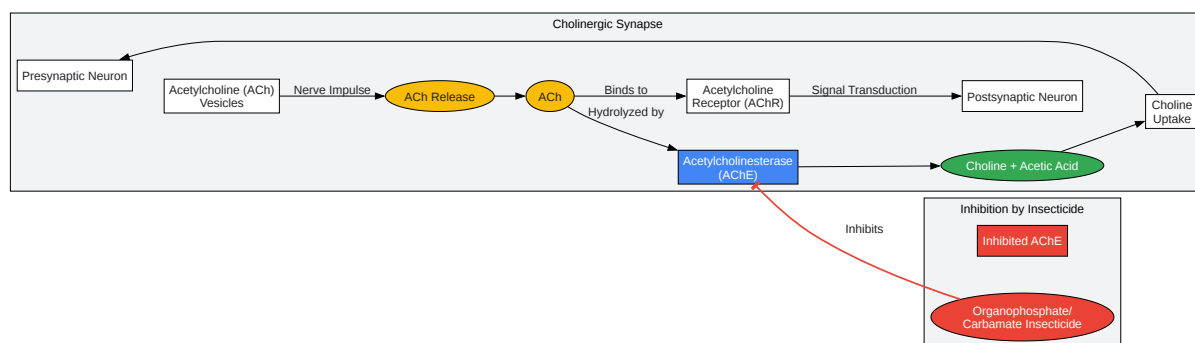 Cholinergic Synapse
Presynaptic Neuron
Acetylcholine (ACh)
Vesicles
Nerve Impulse
ACh Release
ACh
Binds to
Hydrolyzed by
Acetylcholine
Receptor (AChR)
Signal Transduction
Postsynaptic Neuron
Choline
Uptake
Acetylcholinesterase
(AChE)
Choline + Acetic Acid
Inhibits
Inhibition by Insecticide
Inhibited AChE
Organophosphate/
Carbamate Insecticide